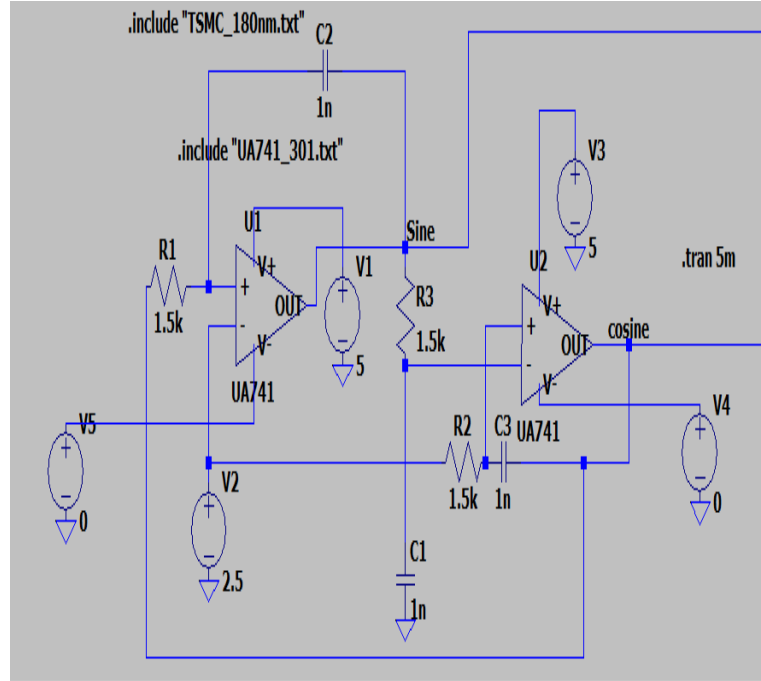 .include "TSMC_180nm.txt"
C2
1n
.include "UA741_301.txt"
V3
5
U1
Sine
R1
V+
V1
U2
.tran 5m
+
OUT
R3
V+
1.5k
-
1.5k
+
OUT
cosine
V-
5
-
UA741
V-
V5
R2
C3
UA741
V4
V2
1.5k
1n
0
0
2.5
C1
1n